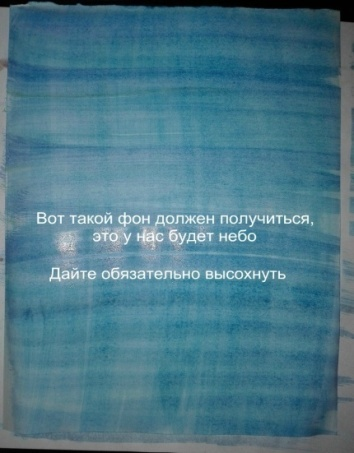 Вот такой фон должен получиться,
это у нас будет небо
Дайте обязательно высохнуть